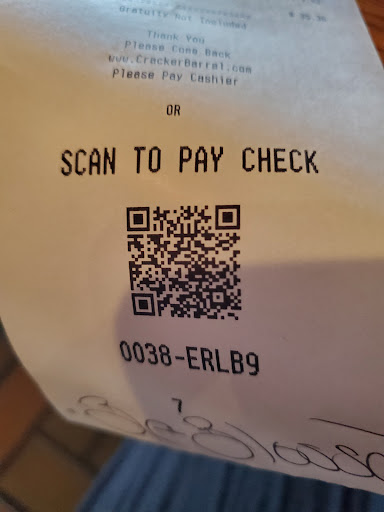 Gratuity Not Included
Thank You
Please Come Back
www.CrackerBarrel.com
Please Pay Cashier
OR
SCAN TO PAY CHECK
0038-ERLB9
7